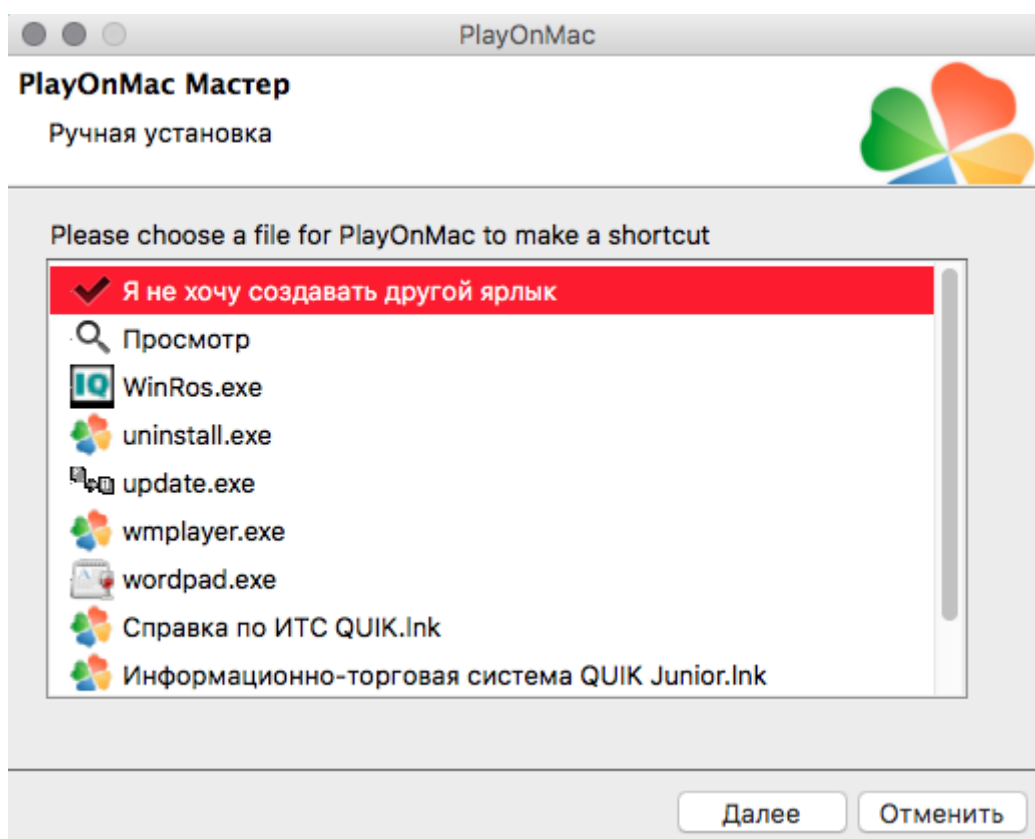 PlayOnMac
PlayOnMac Мастер
Ручная установка
Please choose a file for PlayOnMac to make a shortcut
Я не хочу создавать другой ярлык
Просмотр
IQ WinRos.exe
uninstall.exe
update.exe
wmplayer.exe
wordpad.exe
Справка по ИТС QUIK.lnk
Информационно-торговая система QUIK Junior.lnk
Далее Отменить